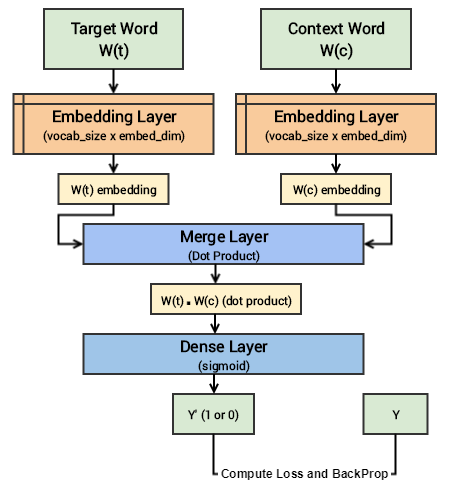 Target Word
W(t)
Context Word
W(c)
Embedding Layer
(vocab_size x embed_dim)
Embedding Layer
(vocab_size x embed_dim)
W(t) embedding
W(c) embedding
Merge Layer
(Dot Product)
W(t) . W(c) (dot product)
Dense Layer
(sigmoid)
Y' (1 or 0)
Y
Compute Loss and BackProp